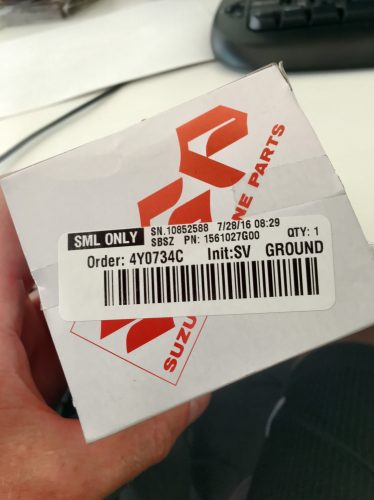 SML ONLY SN.10852588 7/28/16 08:29
SBSZ PN: 1561027G00 QTY: 1
Order: 4Y0734C Init:SV GROUND
SUZU
NE PARTS